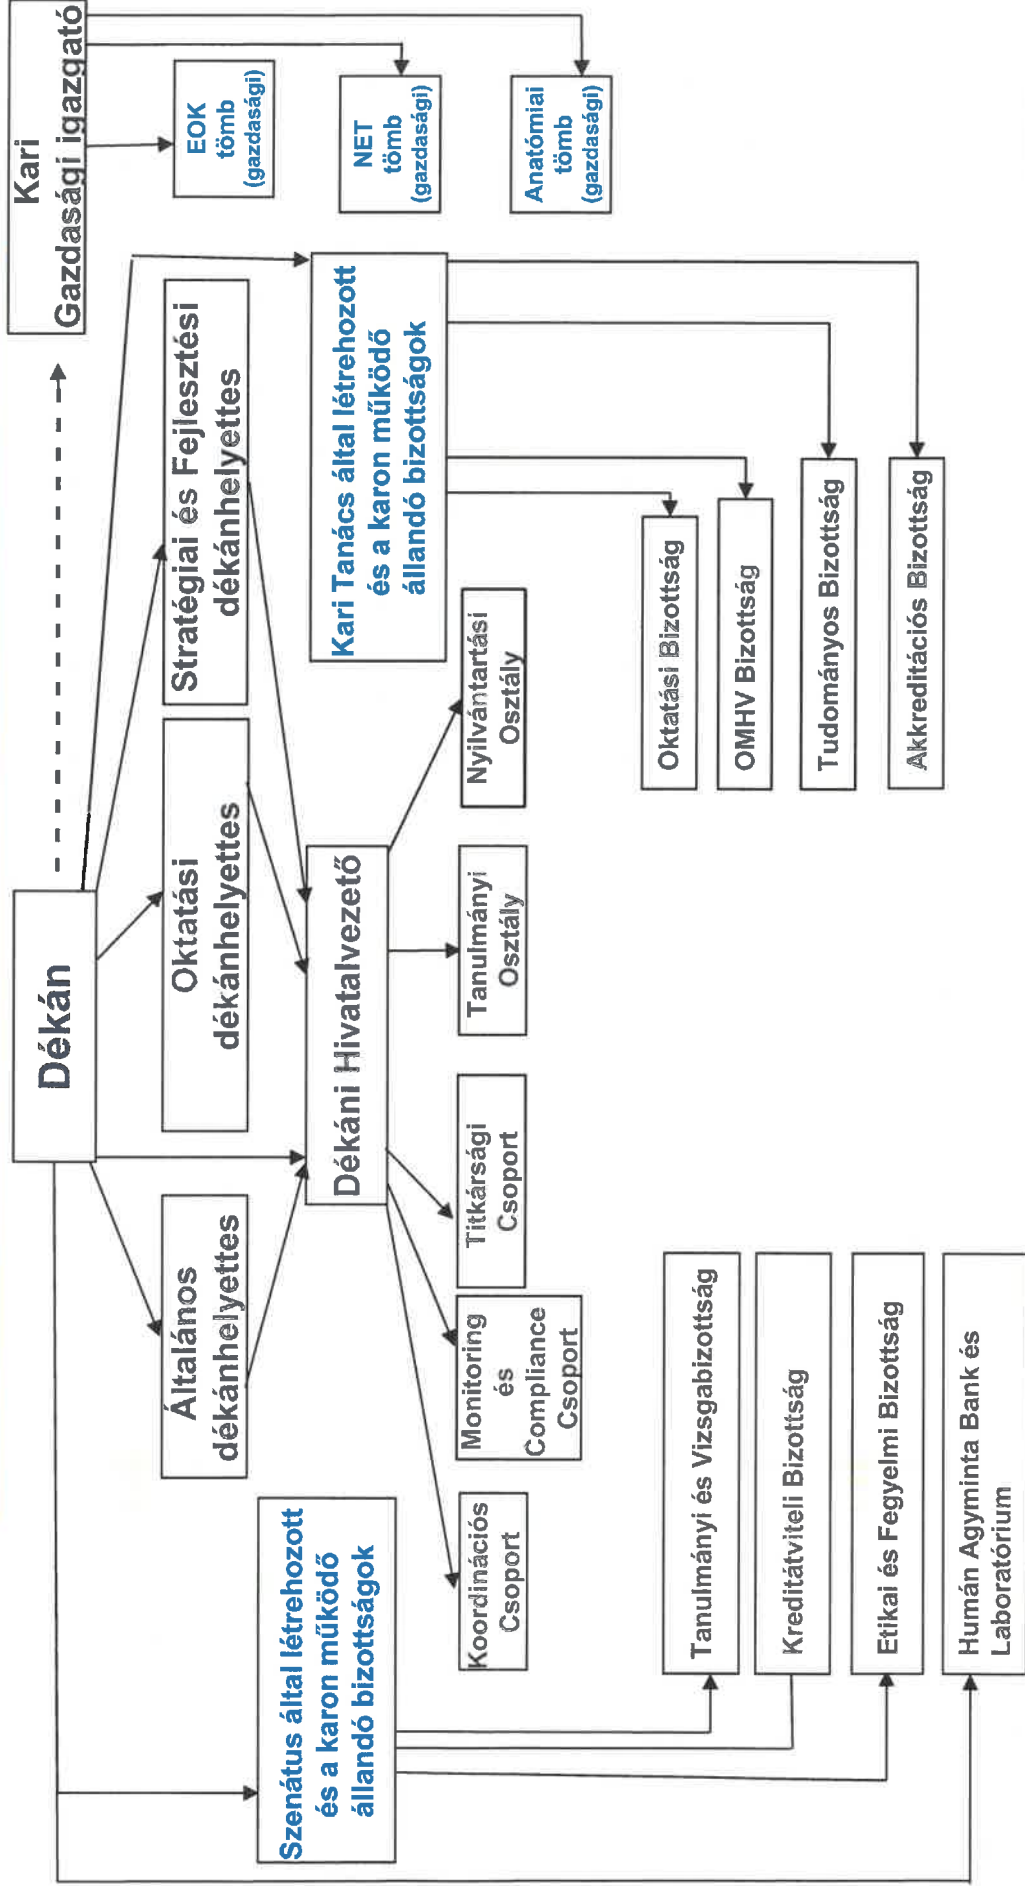 Dékán
Kari
Gazdasági igazgató
Általános
dékánhelyettes
Oktatási
dékánhelyettes
Stratégiai és Fejlesztési
dékánhelyettes
EOK
tömb
(gazdasági)
NET
tömb
(gazdasági)
Anatómiai
tömb
(gazdasági)
Szenátus által létrehozott
és a karon működő
állandó bizottságok
Dékáni Hivatalvezető
Kari Tanács által létrehozott
és a karon működő
állandó bizottságok
Koordinációs
Csoport
Monitoring
és
Compliance
Csoport
Titkársági
Csoport
Tanulmányi
Osztály
Nyilvántartási
Osztály
Tanulmányi és Vizsgabizottság
Kreditátviteli Bizottság
Etikai és Fegyelmi Bizottság
Humán Agyminta Bank és
Laboratórium
Oktatási Bizottság
OMHV Bizottság
Tudományos Bizottság
Akkreditációs Bizottság